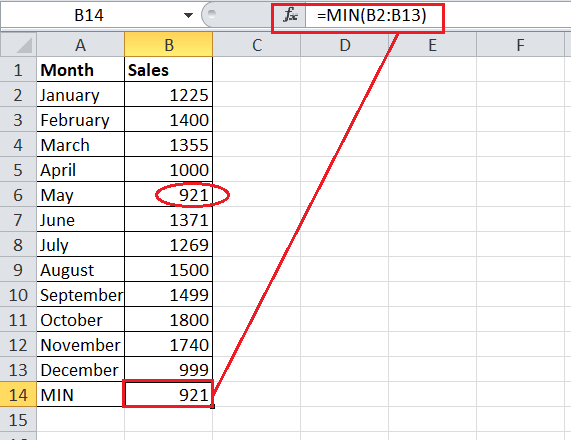 B14 fx =MIN(B2:B13)
A B C D E F
1 Month Sales
2 January 1225
3 February 1400
4 March 1355
5 April 1000
6 May 921
7 June 1371
8 July 1269
9 August 1500
10 September 1499
11 October 1800
12 November 1740
13 December 999
14 MIN 921
15